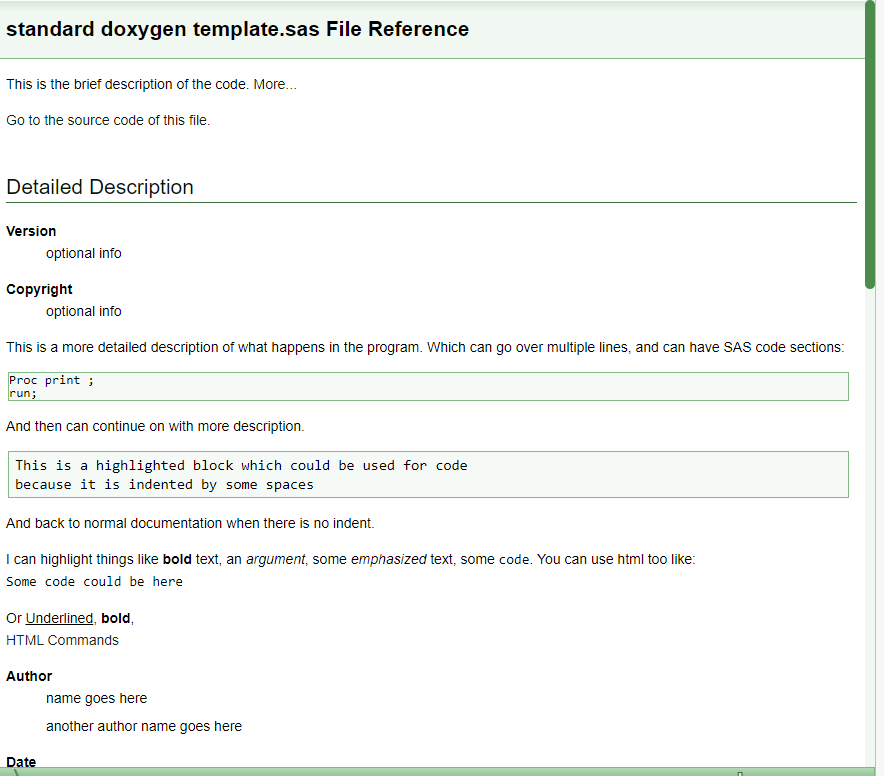 standard doxygen template.sas File Reference
This is the brief description of the code. More...
Go to the source code of this file.
Detailed Description
Version
optional info
Copyright
optional info
This is a more detailed description of what happens in the program. Which can go over multiple lines, and can have SAS code sections:
Proc print ;
run;
And then can continue on with more description.
This is a highlighted block which could be used for code
because it is indented by some spaces
And back to normal documentation when there is no indent.
I can highlight things like bold text, an argument, some emphasized text, some code. You can use html too like:
Some code could be here
Or Underlined, bold,
HTML Commands
Author
name goes here
another author name goes here
Date